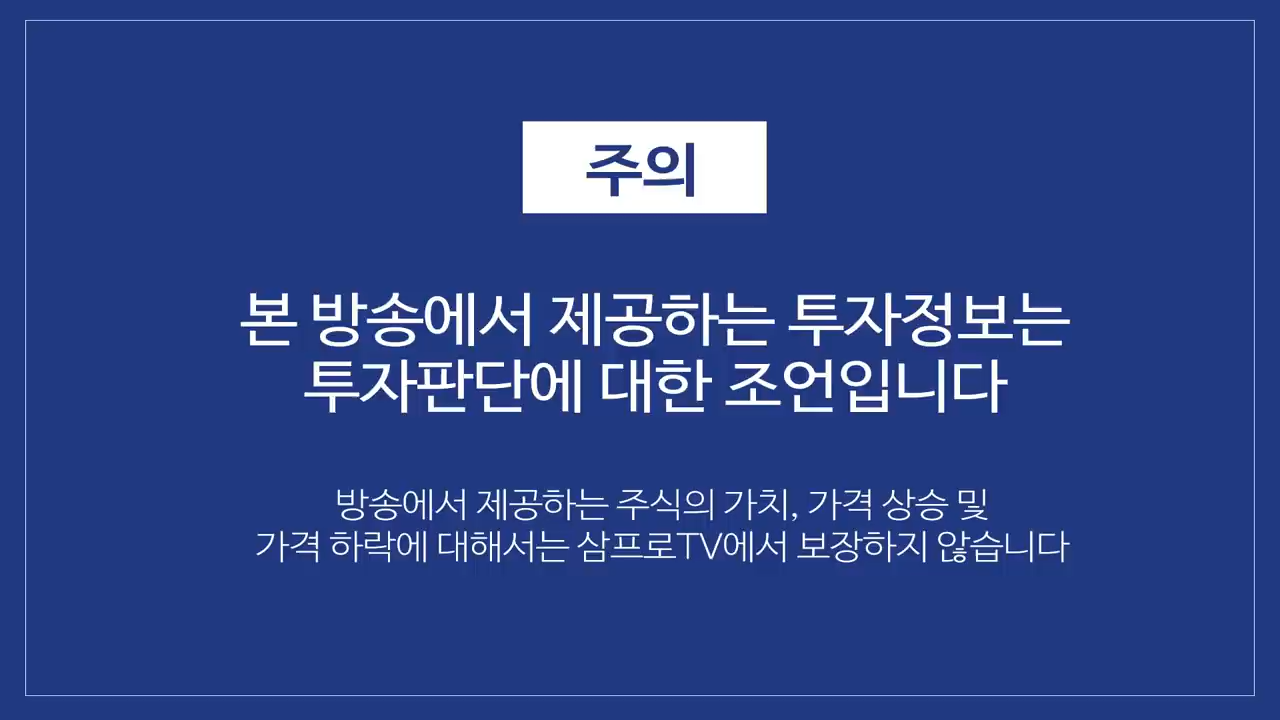 주의
본 방송에서 제공하는 투자정보는
투자판단에 대한 조언입니다
방송에서 제공하는 주식의 가치, 가격 상승 및
가격 하락에 대해서는 삼프로TV에서 보장하지 않습니다